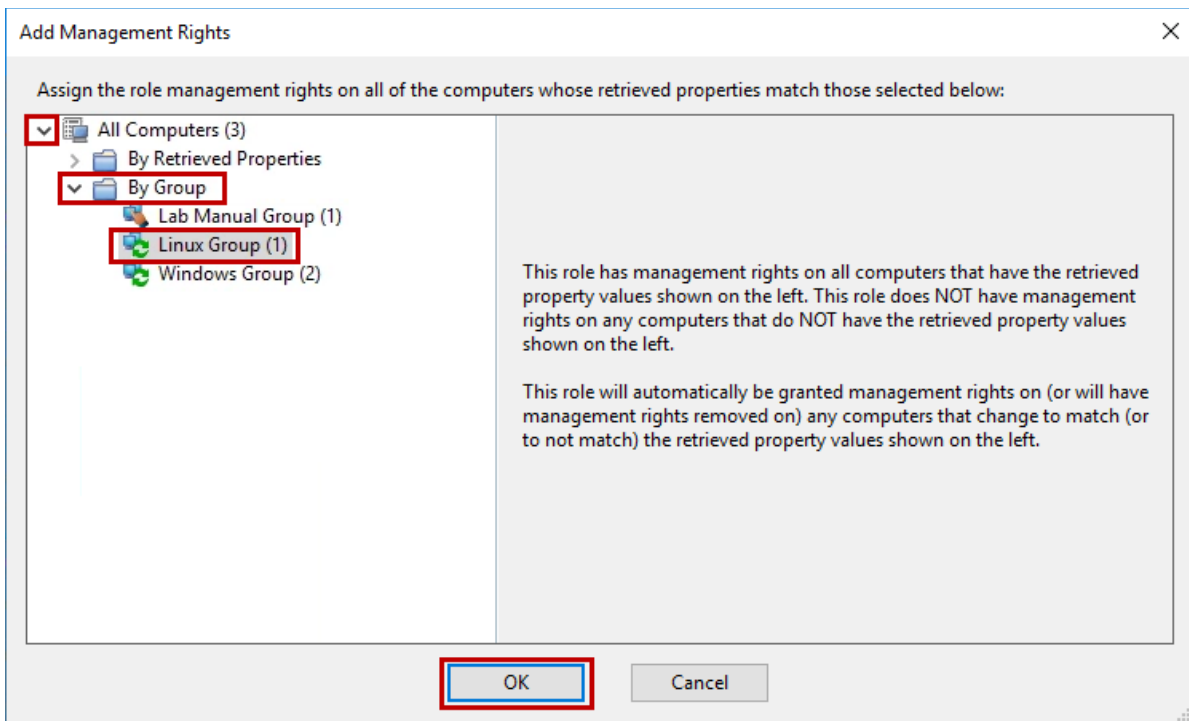 Add Management Rights
Assign the role management rights on all of the computers whose retrieved properties match those selected below:
All Computers (3)
By Retrieved Properties
By Group
Lab Manual Group (1)
Linux Group (1)
Windows Group (2)
This role has management rights on all computers that have the retrieved
property values shown on the left. This role does NOT have management
rights on any computers that do NOT have the retrieved property values
shown on the left.
This role will automatically be granted management rights on (or will have
management rights removed on) any computers that change to match (or
to not match) the retrieved property values shown on the left.
OK
Cancel